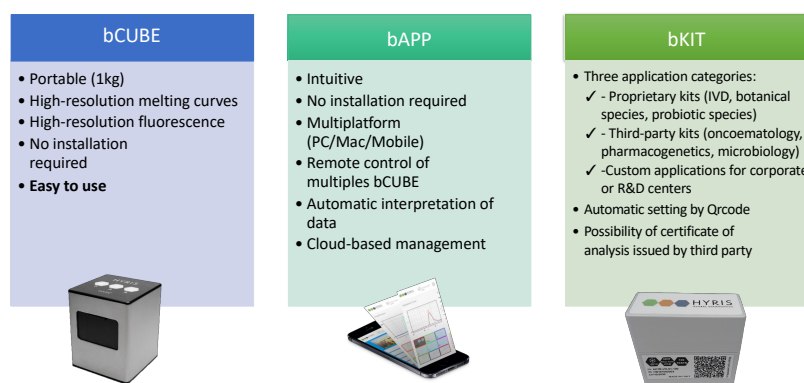 bCUBE
• Portable (1kg)
• High-resolution melting curves
• High-resolution fluorescence
• No installation
required
• Easy to use
HYRIS
bAPP
• Intuitive
• No installation required
• Multiplatform
(PC/Mac/Mobile)
• Remote control of
multiples bCUBE
• Automatic interpretation of
data
• Cloud-based management
bKIT
• Three application categories:
✓ - Proprietary kits (IVD, botanical
species, probiotic species)
✓ - Third-party kits (oncoematology,
pharmacogenetics, microbiology)
✓ -Custom applications for corporate
or R&D centers
• Automatic setting by Qrcode
• Possibility of certificate of
analysis issued by third party
HYRIS